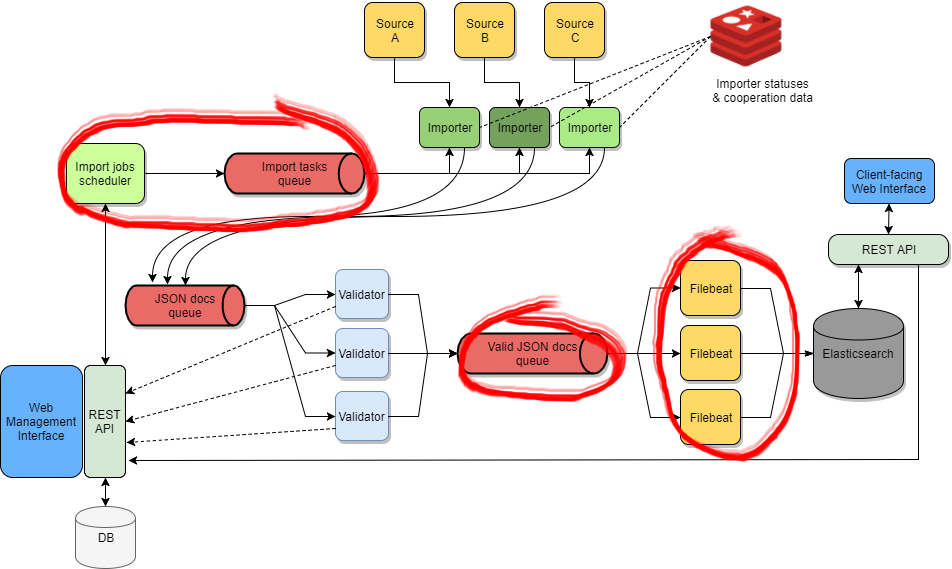 Source
A
Source
B
Source
C
Importer statuses
& cooperation data
Importer
Importer
Importer
Import jobs
scheduler
Import tasks
queue
Client-facing
Web Interface
REST API
JSON docs
queue
Validator
Validator
Validator
Valid JSON docs
queue
Filebeat
Filebeat
Filebeat
Elasticsearch
Web
Management
Interface
REST
API
DB